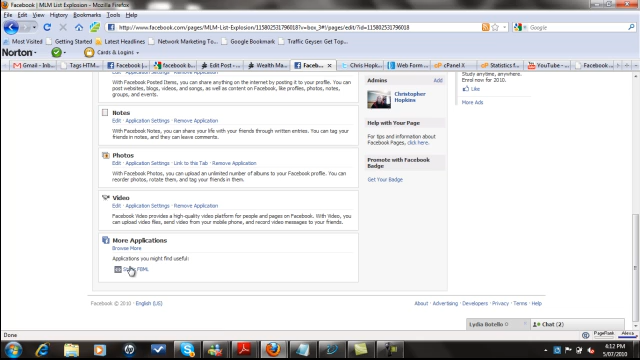 Facebook | MLM List Explosion - Mozilla Firefox
File Edit View History Bookmarks Tools Help
http://www.facebook.com/pages/MLM-List-Explosion/115802531796018?v=box_3#!/pages/edit/?id=115802531796018
Google
Most Visited Getting Started Latest Headlines Network Marketing To... Google Bookmark Traffic Geyser Get Top...
Norton Cards & Logins
Gmail - Inb... Tags HTM... Facebook |... facebook b... Edit Post ‹... Wealth Ma... Faceb... Chris Hopk... Web Form ... cPanel X Statistics f... YouTube - ... Facebook ...
Edit · Application Settings · Remove Application
With Facebook Posted Items, you can share anything on the internet by posting it to your profile. You can
post websites, blogs, videos, and songs, as well as content on Facebook, like profiles, photos, notes,
groups, and events.
Notes
Edit · Application Settings · Remove Application
With Facebook Notes, you can share your life with your friends through written entries. You can tag your
friends in notes, and they can leave comments.
Photos
Edit · Application Settings · Link to this Tab · Remove Application
With Facebook Photos, you can upload an unlimited number of albums to your Facebook profile. You can
reorder photos, rotate them, and tag your friends in them.
Video
Edit · Application Settings · Remove Application
Facebook Video provides a high-quality video platform for people and pages on Facebook. With Video, you
can upload video files, send video from your mobile phone, and record video messages to your friends.
More Applications
Browse More
Applications you might find useful:
FBML
Admins Add
Christopher
Hopkins
Help with Your Page
For tips and information about
Facebook Pages, click here.
Promote with Facebook
Badge
Get Your Badge
Study anytime, anywhere.
Enrol now for 2010.
Like
More Ads
Facebook © 2010 · English (US)
About · Advertising · Developers · Privacy · Terms · Help
Lydia Botello Chat (2)
Done
PageRank Alexa
4:12 PM
5/07/2010